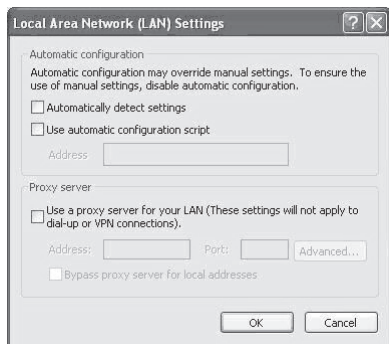 Local Area Network (LAN) Settings
Automatic configuration
Automatic configuration may override manual settings. To ensure the
use of manual settings, disable automatic configuration.
Automatically detect settings
Use automatic configuration script
Address
Proxy server
Use a proxy server for your LAN (These settings will not apply to
dial-up or VPN connections).
Address:
Port:
Advanced...
Bypass proxy server for local addresses
OK
Cancel